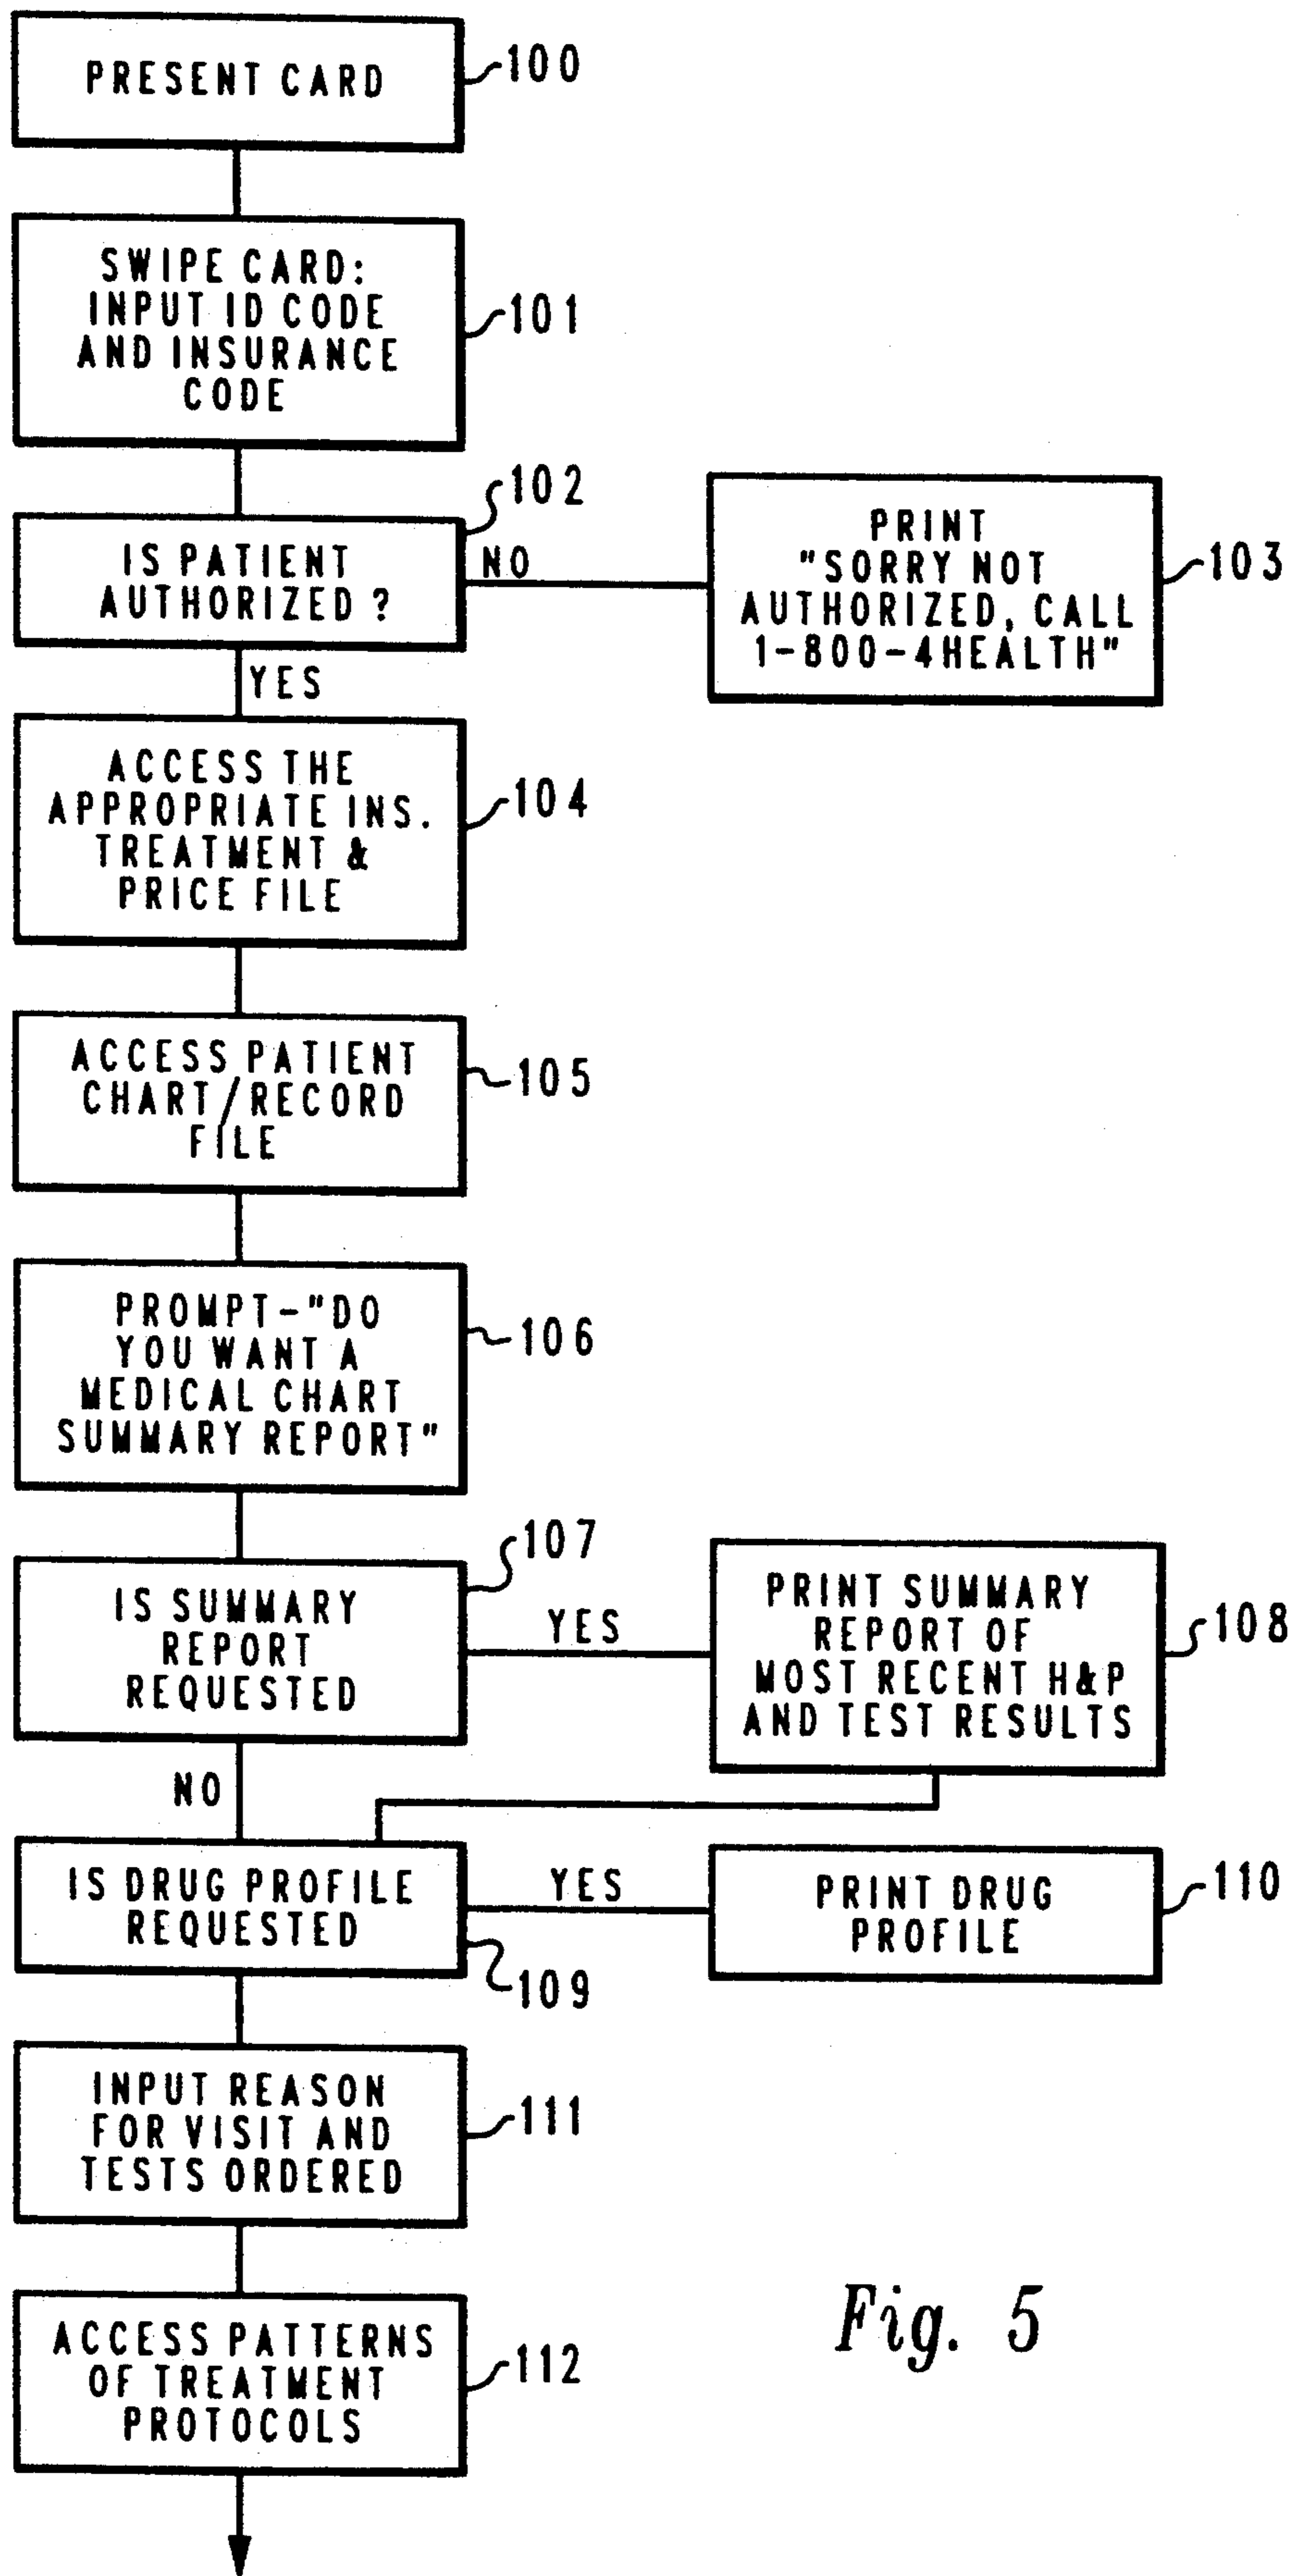 PRESENT CARD
100
SWIPE CARD:
INPUT ID CODE
AND INSURANCE
CODE
101
IS PATIENT
AUTHORIZED ?
102
NO
PRINT
"SORRY NOT
AUTHORIZED, CALL
1-800-4HEALTH"
103
YES
ACCESS THE
APPROPRIATE INS.
TREATMENT &
PRICE FILE
104
ACCESS PATIENT
CHART/RECORD
FILE
105
PROMPT-"DO
YOU WANT A
MEDICAL CHART
SUMMARY REPORT"
106
IS SUMMARY
REPORT
REQUESTED
107
YES
PRINT SUMMARY
REPORT OF
MOST RECENT H&P
AND TEST RESULTS
108
NO
IS DRUG PROFILE
REQUESTED
109
YES
PRINT DRUG
PROFILE
110
INPUT REASON
FOR VISIT AND
TESTS ORDERED
111
ACCESS PATTERNS
OF TREATMENT
PROTOCOLS
112
Fig. 5